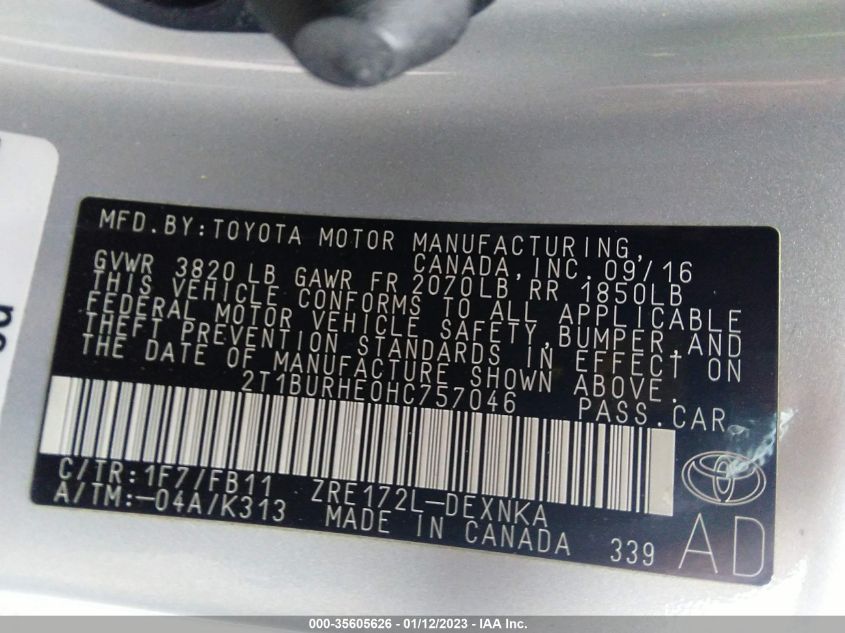 MFD.BY:TOYOTA MOTOR MANUFACTURING,
CANADA,INC.09/16
GVWR 3820LB GAWR FR 2070LB RR 1850LB
THIS VEHICLE CONFORMS TO ALL APPLICABLE
FEDERAL MOTOR VEHICLE SAFETY,BUMPER,AND
THEFT PREVENTION STANDARDS IN EFFECT ON
THE DATE OF MANUFACTURE SHOWN ABOVE.
2T1BURHE0HC757046 PASS.CAR
C/TR:1F7/FB11 ZRE172L-DEXNKA
A/TM:-04A/K313 MADE IN CANADA 339 AD
000-35605626 - 01/12/2023 - IAA Inc.